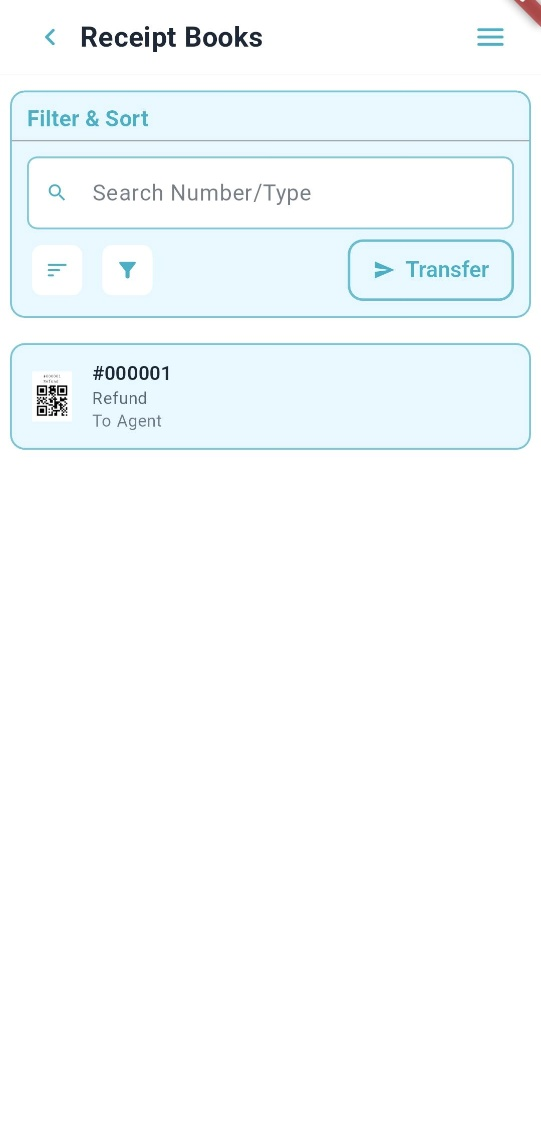 Receipt Books
Filter & Sort
Search Number/Type
Transfer
#000001
Refund
To Agent